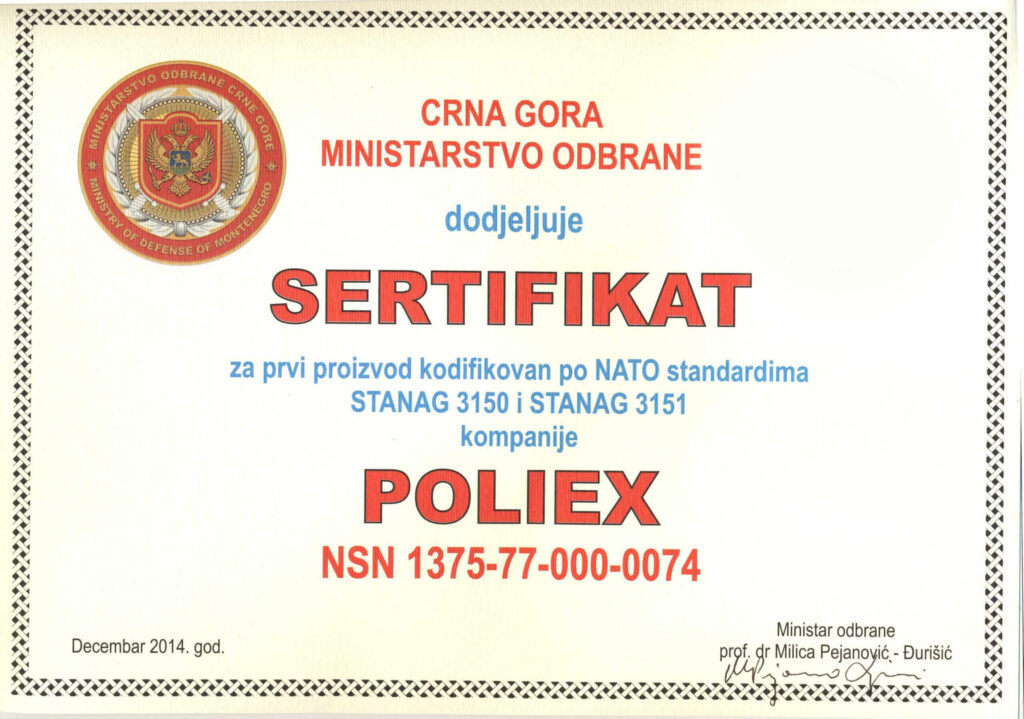 MINISTARSTVO ODBRANE CRNE GORE
MINISTRY OF DEFENSE OF MONTENEGRO
CRNA GORA
MINISTARSTVO ODBRANE
dodjeljuje
SERTIFIKAT
za prvi proizvod kodifikovan po NATO standardima
STANAG 3150 i STANAG 3151
kompanije
POLIEX
NSN 1375-77-000-0074
Decembar 2014. god.
Ministar odbrane
prof. dr Milica Pejanović - Đurišić